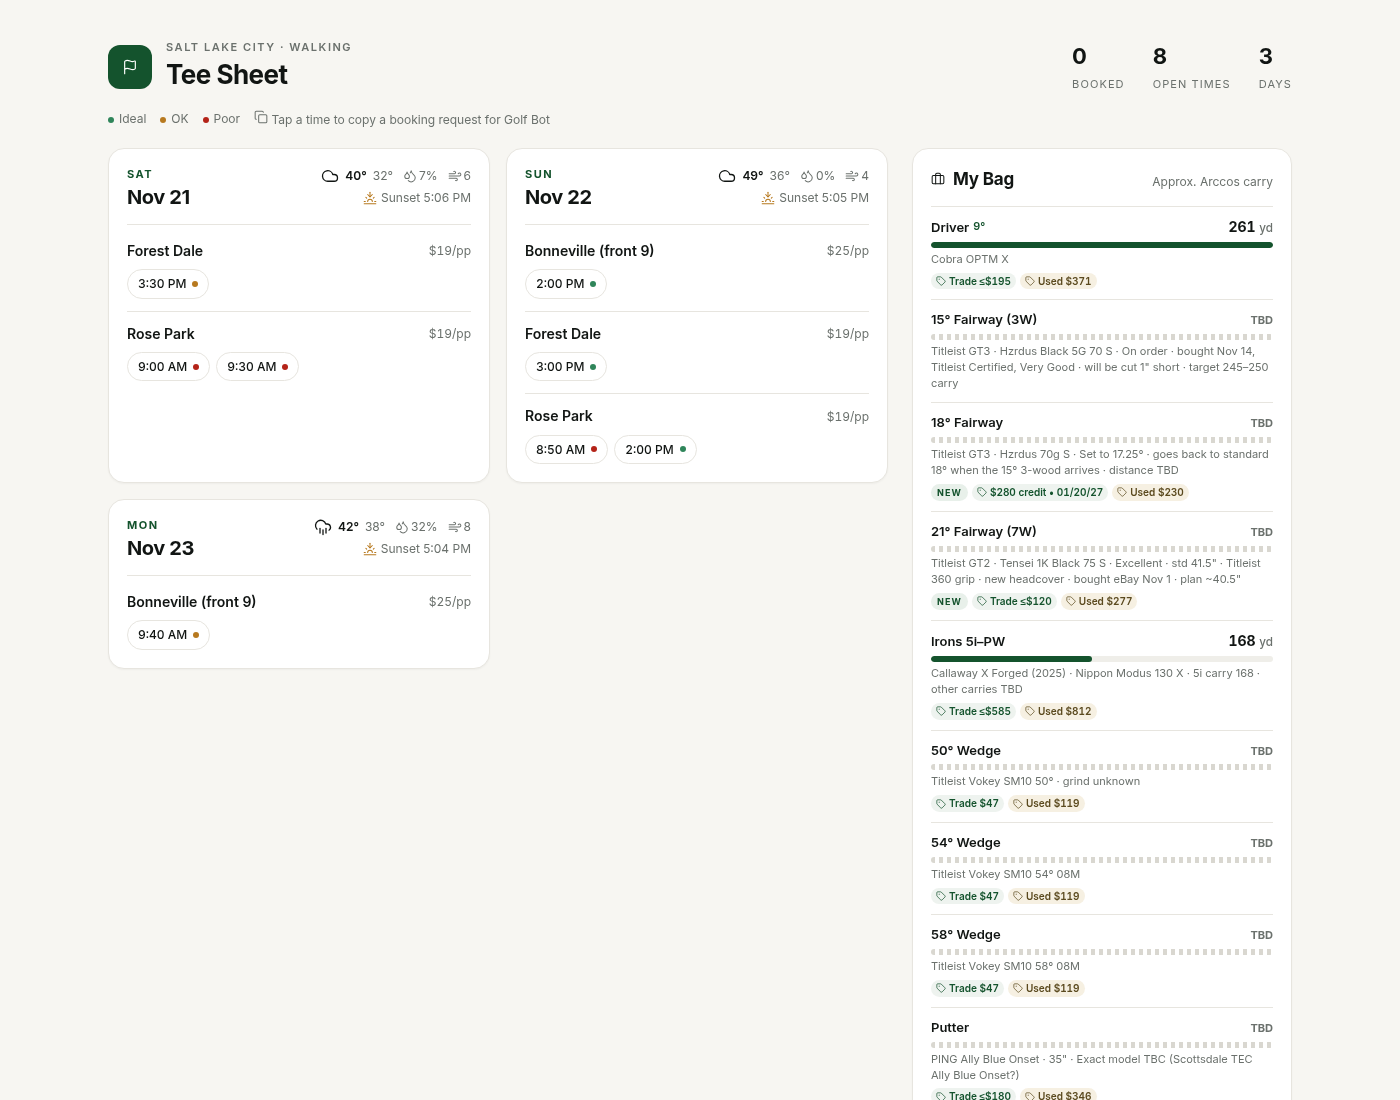 SALT LAKE CITY · WALKING
Tee Sheet
0
BOOKED
8
OPEN TIMES
3
DAYS
Ideal
OK
Poor
Tap a time to copy a booking request for Golf Bot
SAT
Nov 21
40° 32° 7% 6
Sunset 5:06 PM
Forest Dale
$19/pp
3:30 PM
Rose Park
$19/pp
9:00 AM
9:30 AM
SUN
Nov 22
49° 36° 0% 4
Sunset 5:05 PM
Bonneville (front 9)
$25/pp
2:00 PM
Forest Dale
$19/pp
3:00 PM
Rose Park
$19/pp
8:50 AM
2:00 PM
MON
Nov 23
42° 38° 32% 8
Sunset 5:04 PM
Bonneville (front 9)
$25/pp
9:40 AM
My Bag
Approx. Arccos carry
Driver 9°
261 yd
Cobra OPTM X
Trade ≤$195
Used $371
15° Fairway (3W)
TBD
Titleist GT3 · Hzrdus Black 5G 70 S · On order · bought Nov 14,
Titleist Certified, Very Good · will be cut 1" short · target 245–250
carry
18° Fairway
TBD
Titleist GT3 · Hzrdus 70g S · Set to 17.25° · goes back to standard
18° when the 15° 3-wood arrives · distance TBD
NEW
$280 credit • 01/20/27
Used $230
21° Fairway (7W)
TBD
Titleist GT2 · Tensei 1K Black 75 S · Excellent · std 41.5" · Titleist
360 grip · new headcover · bought eBay Nov 1 · plan ~40.5"
NEW
Trade ≤$120
Used $277
Irons 5i–PW
168 yd
Callaway X Forged (2025) · Nippon Modus 130 X · 5i carry 168 ·
other carries TBD
Trade ≤$585
Used $812
50° Wedge
TBD
Titleist Vokey SM10 50° · grind unknown
Trade $47
Used $119
54° Wedge
TBD
Titleist Vokey SM10 54° 08M
Trade $47
Used $119
58° Wedge
TBD
Titleist Vokey SM10 58° 08M
Trade $47
Used $119
Putter
TBD
PING Ally Blue Onset · 35" · Exact model TBC (Scottsdale TEC
Ally Blue Onset?)
Trade ≤$180
Used $346